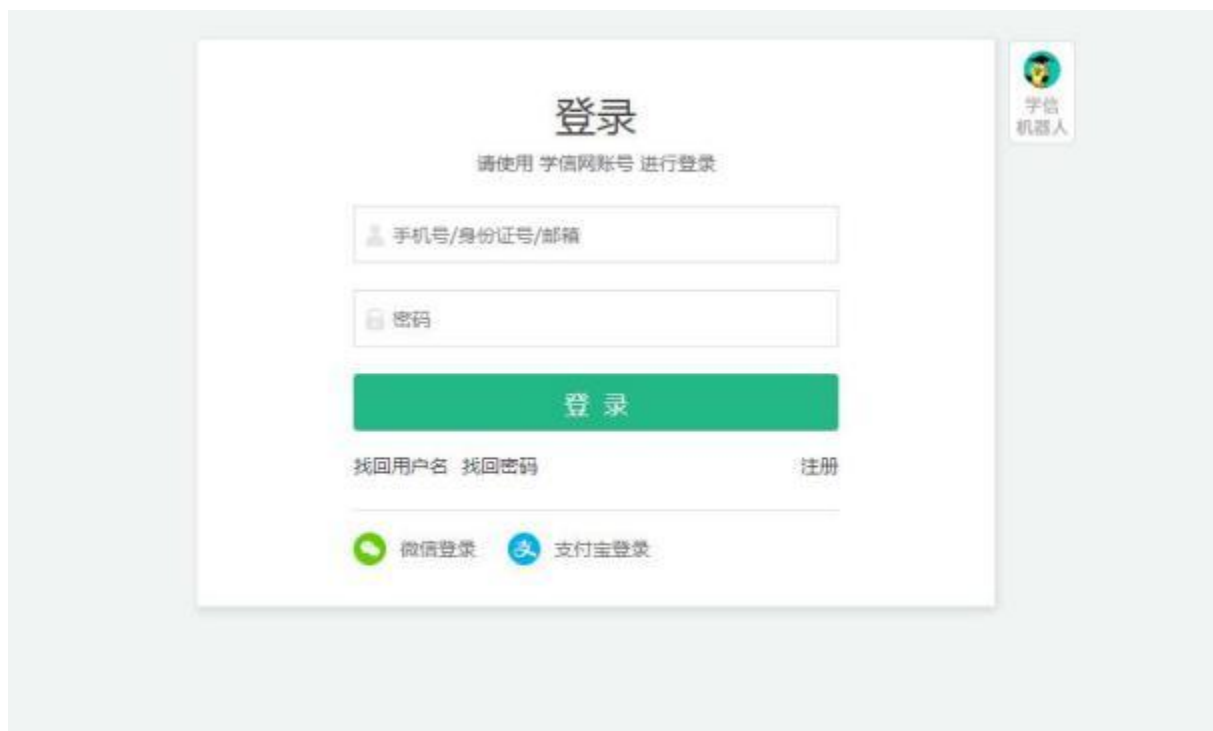 登录
请使用 学信网账号 进行登录
学信
机器人
手机号/身份证号/邮箱
密码
登 录
找回用户名 找回密码 注册
微信登录 支付宝登录